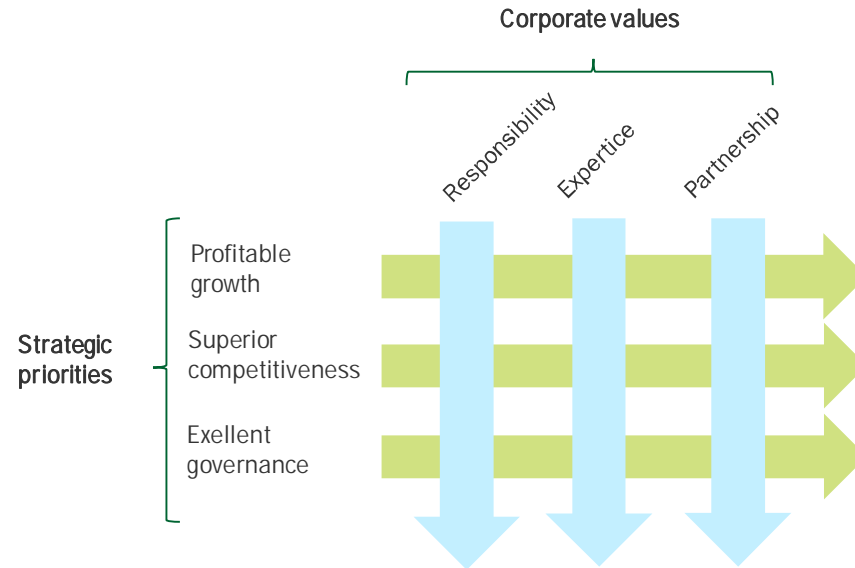 Corporate values
Responsibility
Expertice
Partnership
Profitable
growth
Strategic
priorities
Superior
competitiveness
Exellent
governance